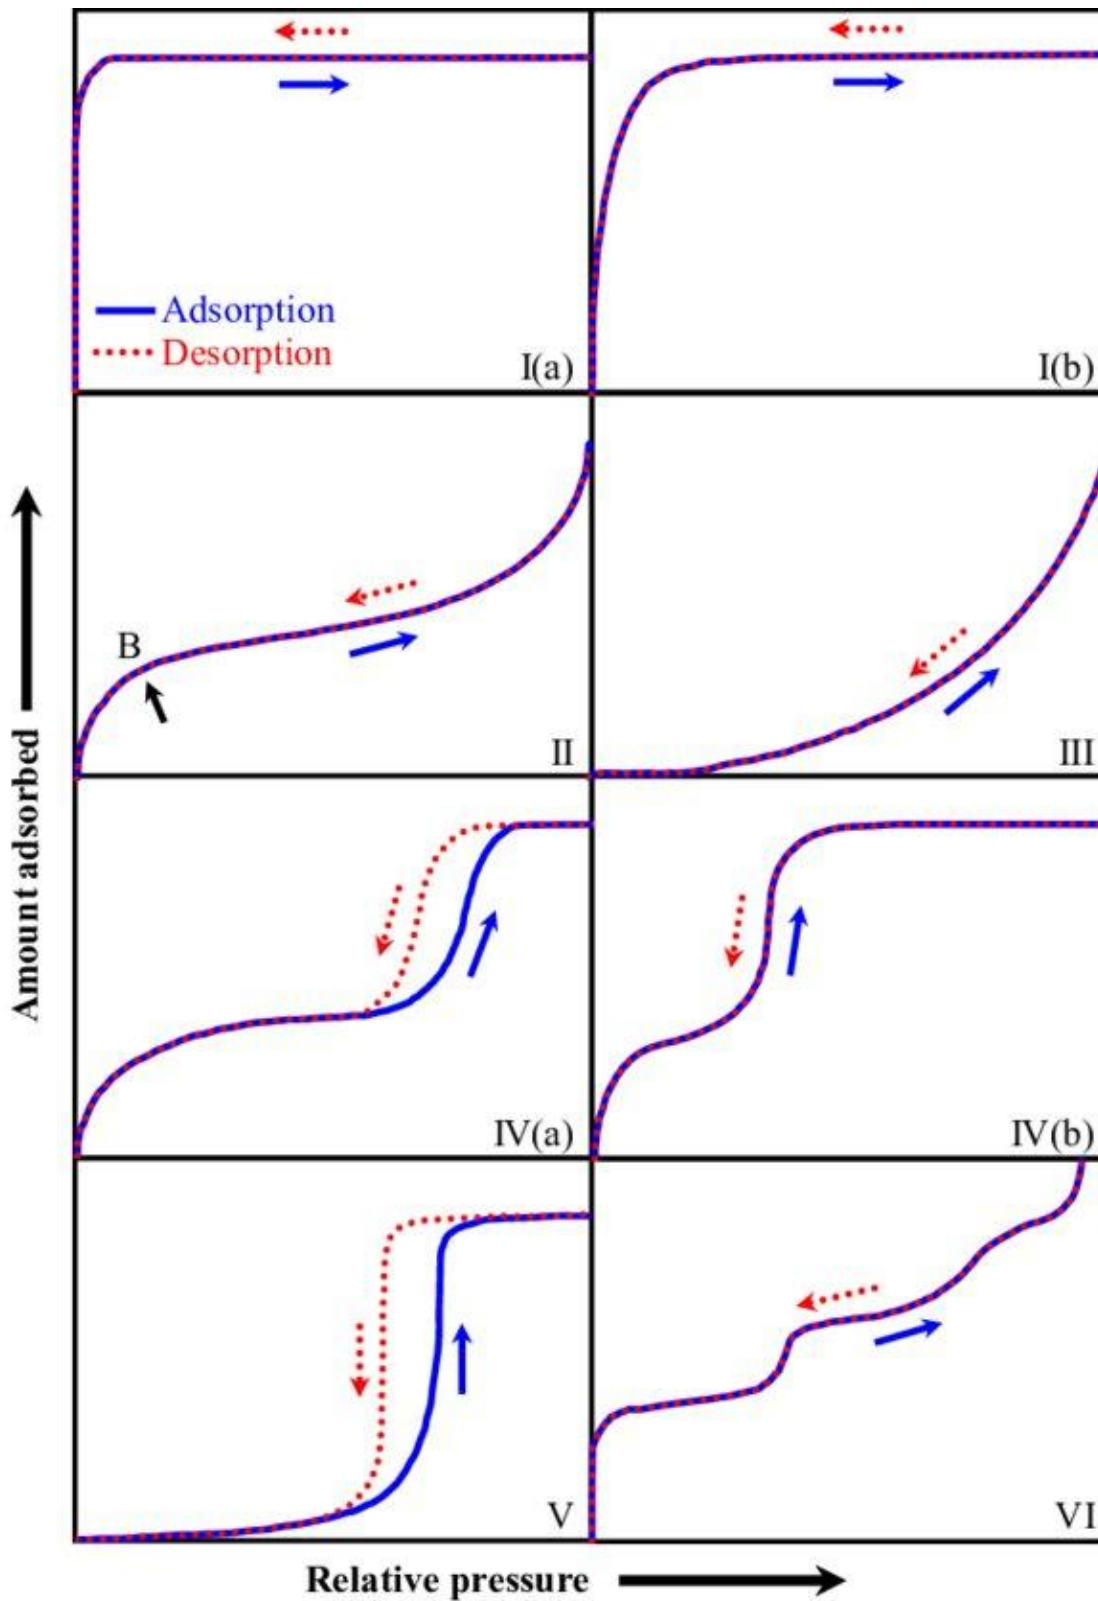 Adsorption
Desorption
I(a)
I(b)
B
II
III
Amount adsorbed
IV(a)
IV(b)
V
VI
Relative pressure